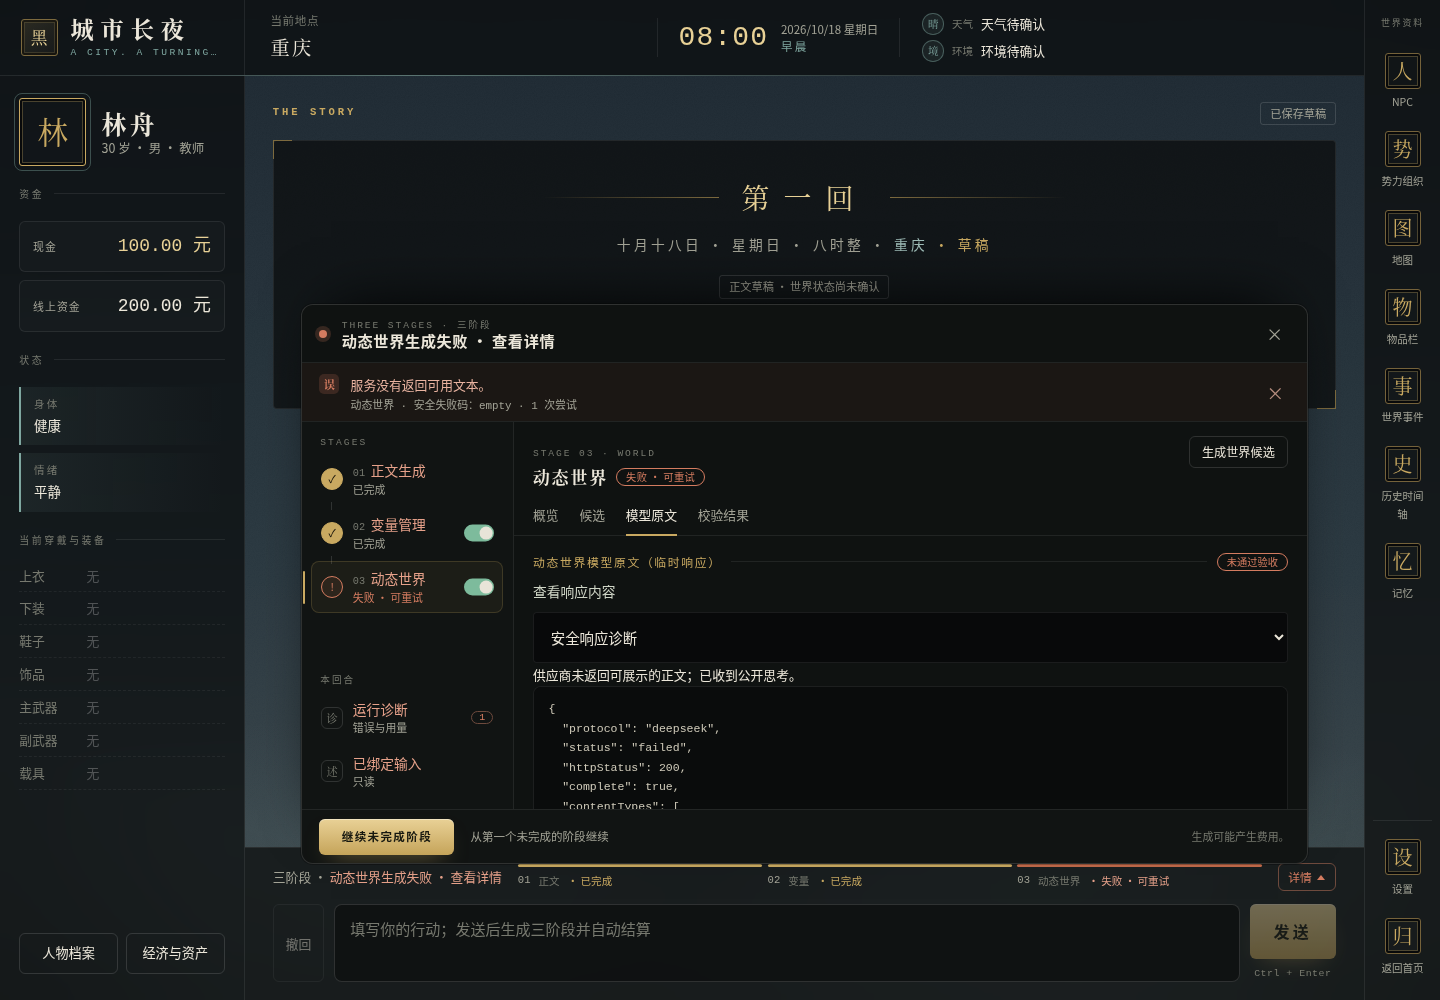 黑
城市长夜
A CITY. A TURNING…
当前地点
重庆
08:00
2026/10/18 星期日
早晨
晴 天气 天气待确认
境 环境 环境待确认
世界资料
人
NPC
势
势力组织
图
地图
物
物品栏
事
世界事件
史
历史时间轴
忆
记忆
设
设置
归
返回首页
林
林舟
30 岁 · 男 · 教师
资金
现金 100.00 元
线上资金 200.00 元
状态
身体
健康
情绪
平静
当前穿戴与装备
上衣 无
下装 无
鞋子 无
饰品 无
主武器 无
副武器 无
载具 无
人物档案
经济与资产
THE STORY
已保存草稿
第一回
十月十八日 · 星期日 · 八时整 · 重庆 · 草稿
正文草稿 · 世界状态尚未确认
THREE STAGES · 三阶段
动态世界生成失败 · 查看详情
误
服务没有返回可用文本。
动态世界 · 安全失败码：empty · 1 次尝试
STAGES
01 正文生成
已完成
02 变量管理
已完成
03 动态世界
失败 · 可重试
本回合
诊
运行诊断
错误与用量
1
述
已绑定输入
只读
STAGE 03 · WORLD
动态世界
失败 · 可重试
生成世界候选
概览 候选 模型原文 校验结果
动态世界模型原文（临时响应）
未通过验收
查看响应内容
安全响应诊断
供应商未返回可展示的正文；已收到公开思考。
{
"protocol": "deepseek",
"status": "failed",
"httpStatus": 200,
"complete": true,
"contentTypes": [
继续未完成阶段
从第一个未完成的阶段继续
生成可能产生费用。
三阶段 · 动态世界生成失败 · 查看详情
01 正文 · 已完成
02 变量 · 已完成
03 动态世界 · 失败 · 可重试
详情
撤回
填写你的行动；发送后生成三阶段并自动结算
发送
Ctrl + Enter